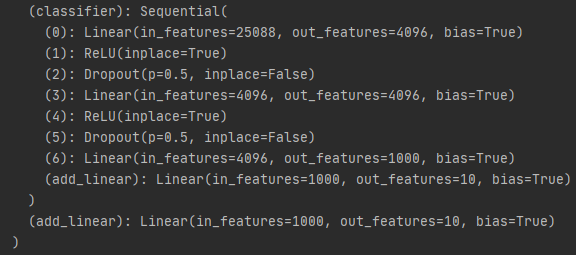 (classifier): Sequential(
(0): Linear(in_features=25088, out_features=4096, bias=True)
(1): ReLU(inplace=True)
(2): Dropout(p=0.5, inplace=False)
(3): Linear(in_features=4096, out_features=4096, bias=True)
(4): ReLU(inplace=True)
(5): Dropout(p=0.5, inplace=False)
(6): Linear(in_features=4096, out_features=1000, bias=True)
(add_linear): Linear(in_features=1000, out_features=10, bias=True)
)
(add_linear): Linear(in_features=1000, out_features=10, bias=True)
)